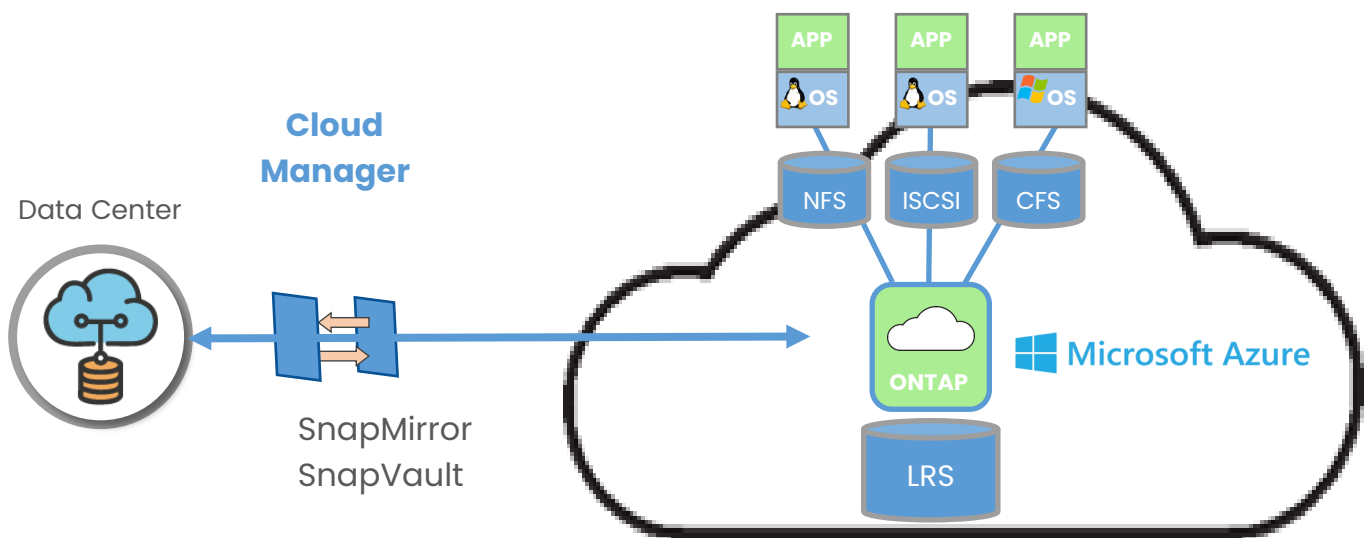 APP
APP
APP
OS
OS
OS
Cloud
Manager
NFS
ISCSI
CFS
Data Center
ONTAP
Microsoft Azure
SnapMirror
SnapVault
LRS